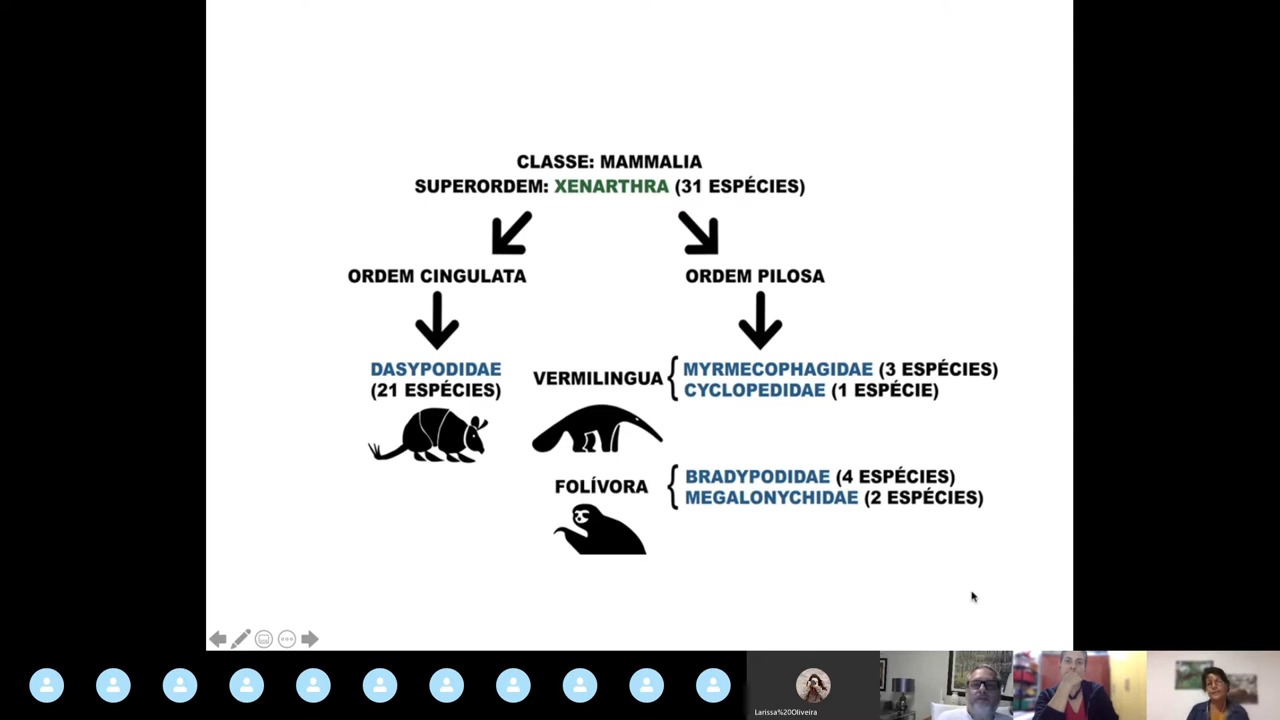 CLASSE: MAMMALIA
SUPERORDEM: XENARTHRA (31 ESPÉCIES)
ORDEM CINGULATA
ORDEM PILOSA
DASYPODIDAE
(21 ESPÉCIES)
VERMILINGUA
MYRMECOPHAGIDAE (3 ESPÉCIES)
CYCLOPEDIDAE (1 ESPÉCIE)
FOLÍVORA
BRADYPODIDAE (4 ESPÉCIES)
MEGALONYCHIDAE (2 ESPÉCIES)
Larissa%20Oliveira